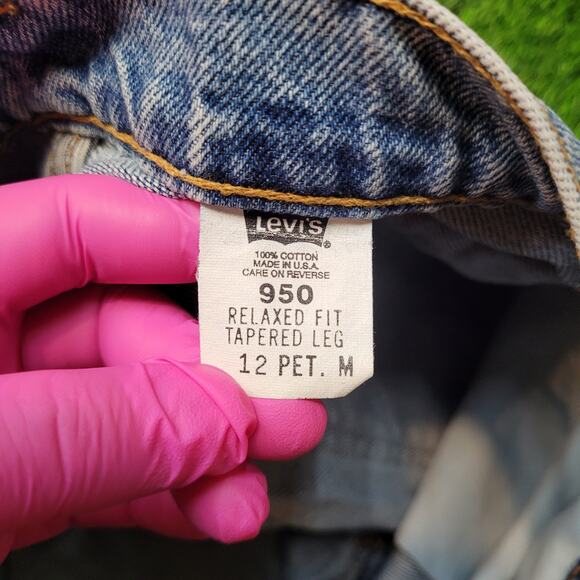 Levi's
®
100% COTTON
MADE IN U.S.A.
CARE ON REVERSE
950
RELAXED FIT
TAPERED LEG
12 PET. M